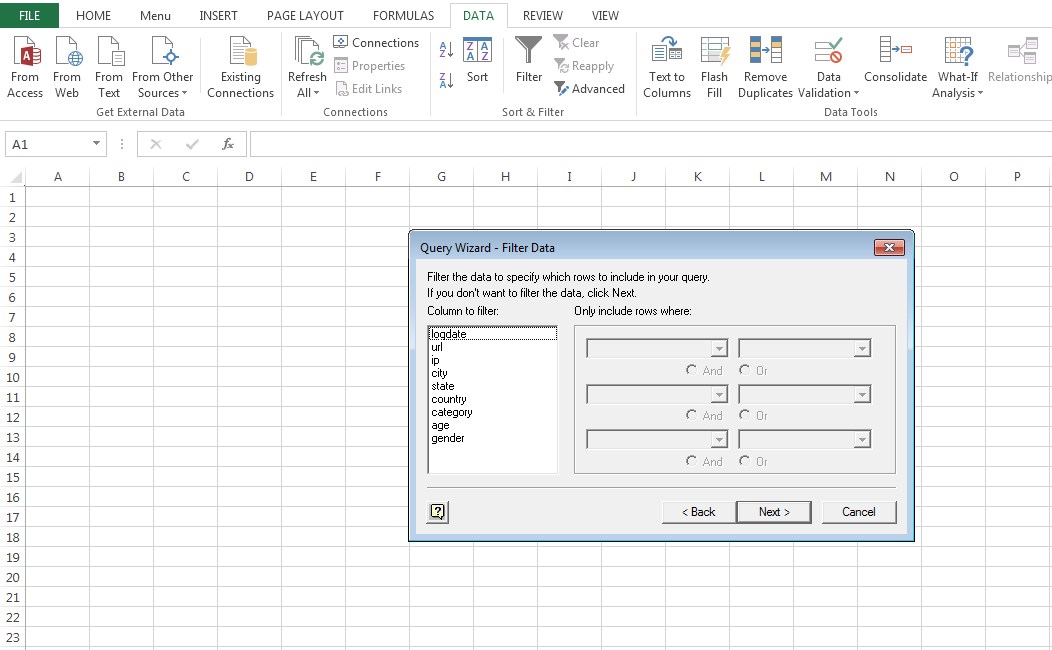 FILE HOME Menu INSERT PAGE LAYOUT FORMULAS DATA REVIEW VIEW
From Access
From Web
From Text
From Other Sources
Existing Connections
Get External Data
Refresh All
Connections
Properties
Edit Links
Connections
A Z
Z A
Z A A Z
Sort
Filter
Clear
Reapply
Advanced
Sort & Filter
Text to Columns
Flash Fill
Remove Duplicates
Data Validation
Consolidate
What-If Analysis
Relationship
Data Tools
A1
fx
A B C D E F G H I J K L M N O P
1
2
3
4
5
6
7
8
9
10
11
12
13
14
15
16
17
18
19
20
21
22
23
Query Wizard - Filter Data
Filter the data to specify which rows to include in your query.
If you don't want to filter the data, click Next.
Column to filter:
Only include rows where:
logdate
url
ip
city
state
country
category
age
gender
And Or
And Or
And Or
?
< Back Next > Cancel